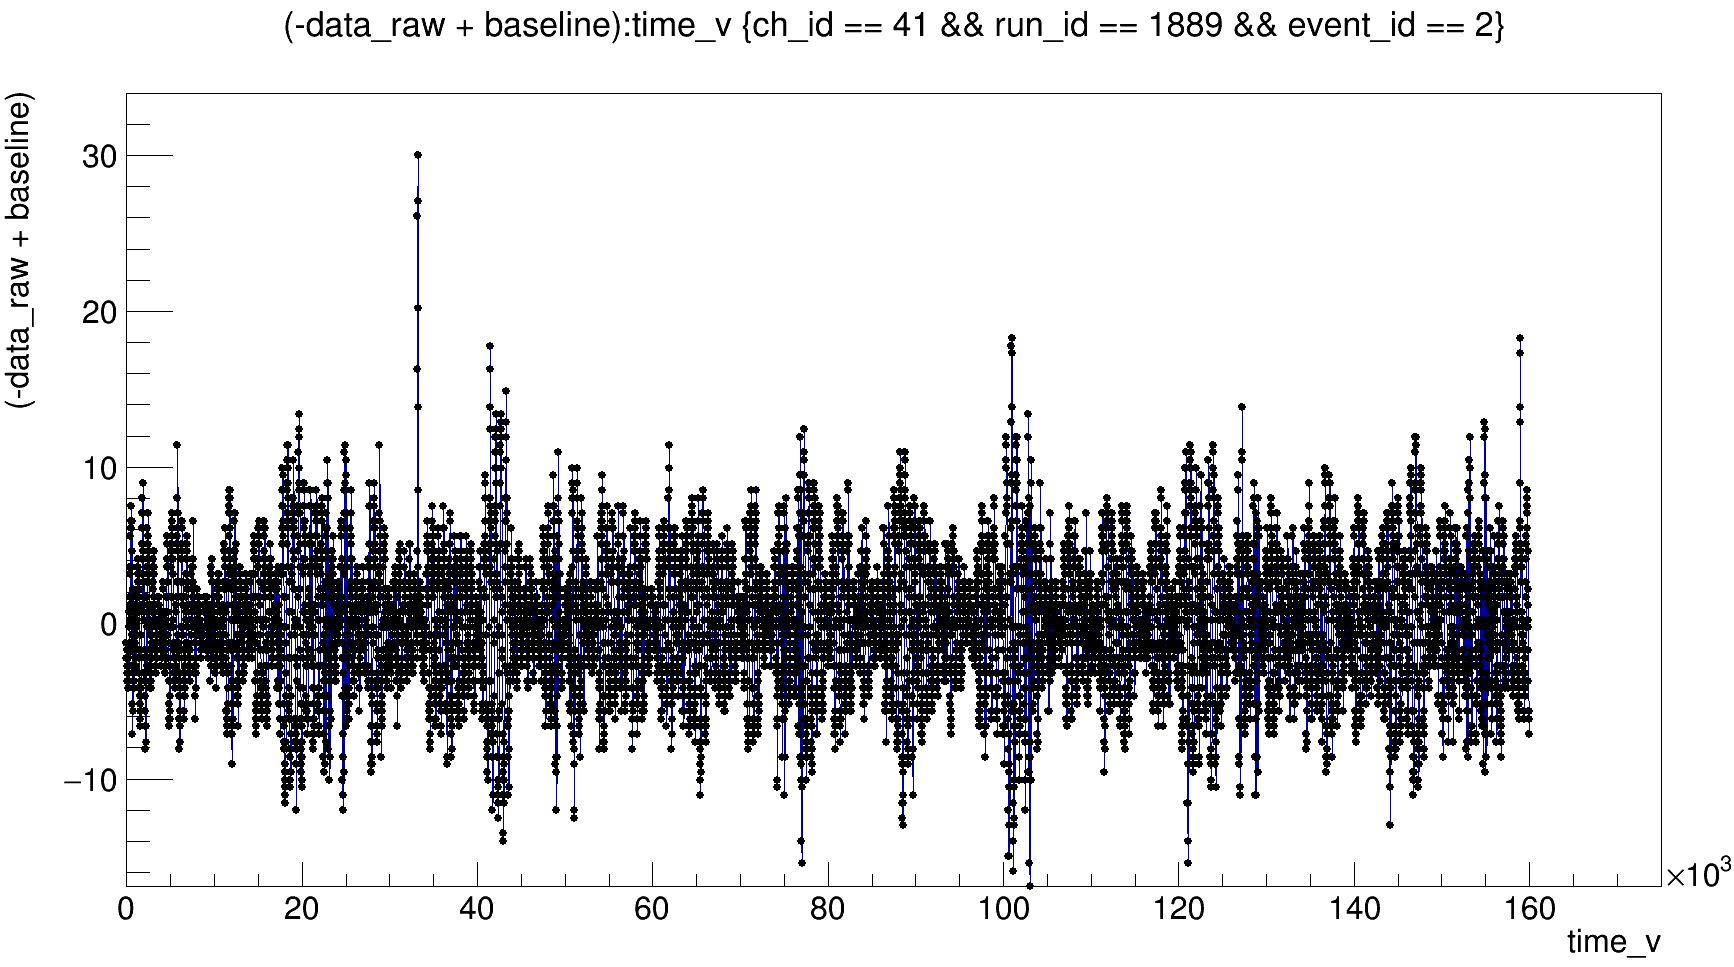 (-data_raw + baseline):time_v {ch_id == 41 && run_id == 1889 && event_id == 2}
(-data_raw + baseline)
30
20
10
0
−10
0 20 40 60 80 100 120 140 160
×10³
time_v